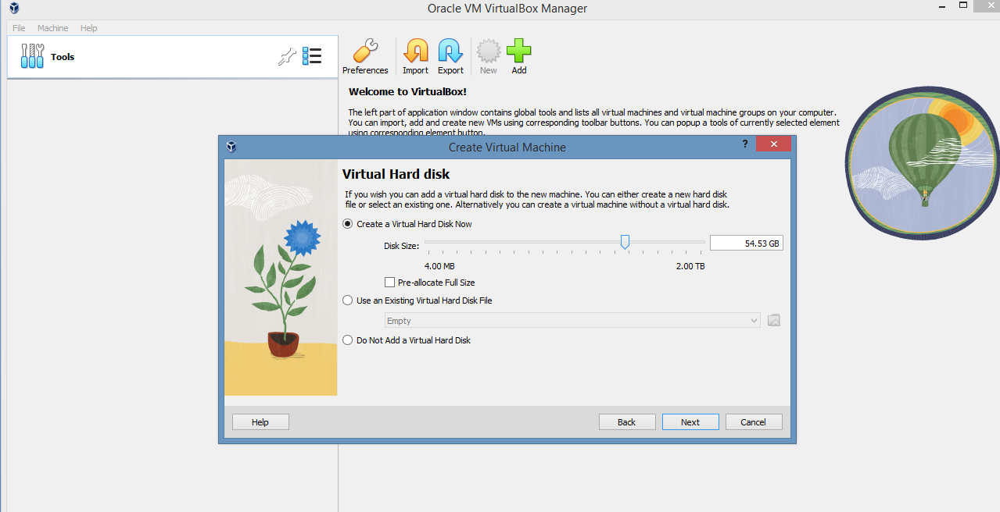 Oracle VM VirtualBox Manager
File Machine Help
Tools
Preferences Import Export New Add
Welcome to VirtualBox!
The left part of application window contains global tools and lists all virtual machines and virtual machine groups on your computer.
You can import, add and create new VMs using corresponding toolbar buttons. You can popup a tools of currently selected element
using corresponding element button.
Create Virtual Machine
?
Virtual Hard disk
If you wish you can add a virtual hard disk to the new machine. You can either create a new hard disk
file or select an existing one. Alternatively you can create a virtual machine without a virtual hard disk.
Create a Virtual Hard Disk Now
Disk Size: 54.53 GB
4.00 MB 2.00 TB
Pre-allocate Full Size
Use an Existing Virtual Hard Disk File
Empty
Do Not Add a Virtual Hard Disk
Help Back Next Cancel